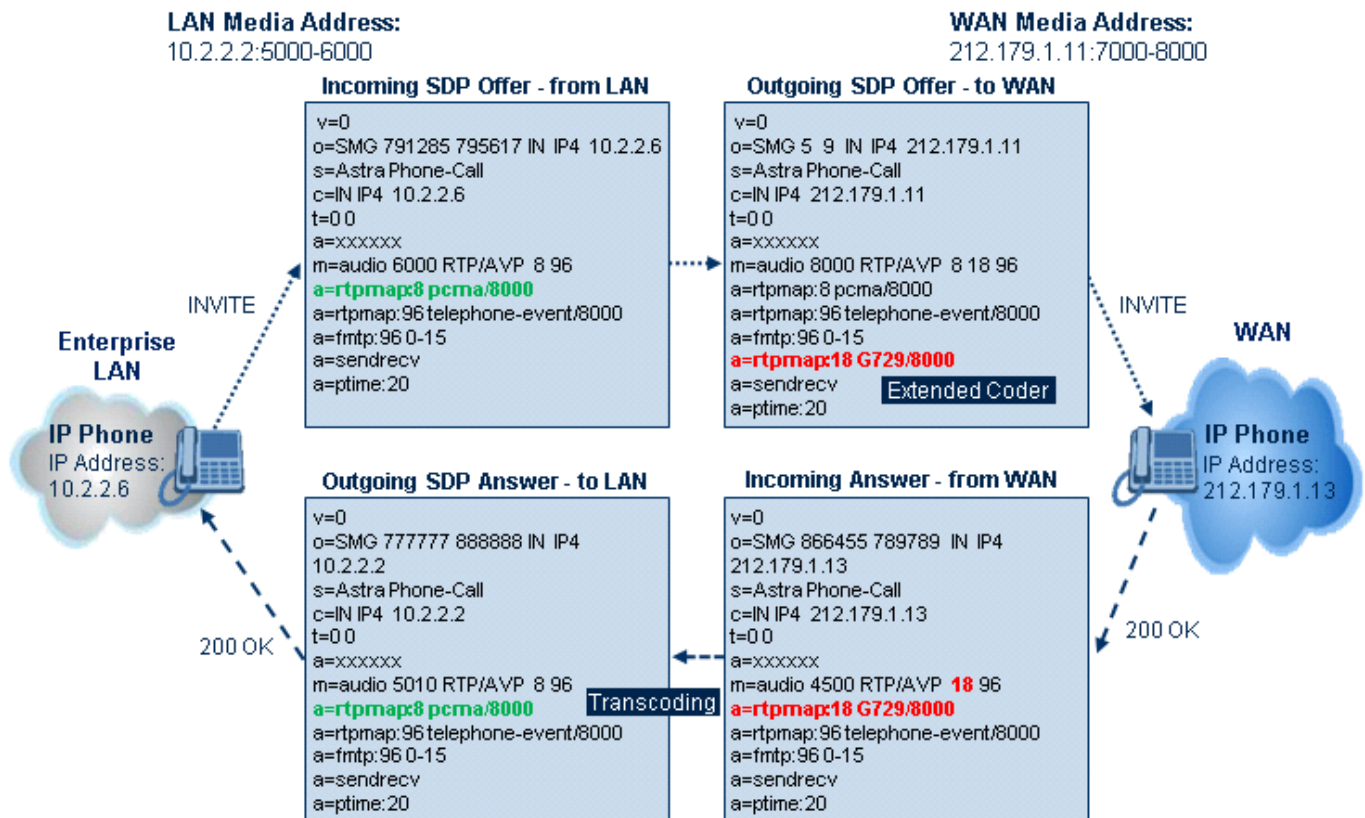 LAN Media Address:
10.2.2.2:5000-6000
WAN Media Address:
212.179.1.11:7000-8000
Incoming SDP Offer - from LAN
v=0
o=SMG 791285 795617 IN IP4 10.2.2.6
s=Astra Phone-Call
c=IN IP4 10.2.2.6
t=0 0
a=xxxxxx
m=audio 6000 RTP/AVP 8 96
a=rtpmap:8 pcma/8000
a=rtpmap:96 telephone-event/8000
a=fmtp:96 0-15
a=sendrecv
a=ptime:20
Outgoing SDP Offer - to WAN
v=0
o=SMG 5 9 IN IP4 212.179.1.11
s=Astra Phone-Call
c=IN IP4 212.179.1.11
t=0 0
a=xxxxxx
m=audio 8000 RTP/AVP 8 18 96
a=rtpmap:8 pcma/8000
a=rtpmap:96 telephone-event/8000
a=fmtp:96 0-15
a=rtpmap:18 G729/8000
a=sendrecv
Extended Coder
a=ptime:20
INVITE
INVITE
Enterprise
LAN
IP Phone
IP Address:
10.2.2.6
WAN
IP Phone
IP Address:
212.179.1.13
Outgoing SDP Answer - to LAN
v=0
o=SMG 777777 888888 IN IP4
10.2.2.2
s=Astra Phone-Call
c=IN IP4 10.2.2.2
t=0 0
a=xxxxxx
m=audio 5010 RTP/AVP 8 96
a=rtpmap:8 pcma/8000
a=rtpmap:96 telephone-event/8000
a=fmtp:96 0-15
a=sendrecv
a=ptime:20
Transcoding
Incoming Answer - from WAN
v=0
o=SMG 866455 789789 IN IP4
212.179.1.13
s=Astra Phone-Call
c=IN IP4 212.179.1.13
t=0 0
a=xxxxxx
m=audio 4500 RTP/AVP 18 96
a=rtpmap:18 G729/8000
a=rtpmap:96 telephone-event/8000
a=fmtp:96 0-15
a=sendrecv
a=ptime:20
200 OK
200 OK